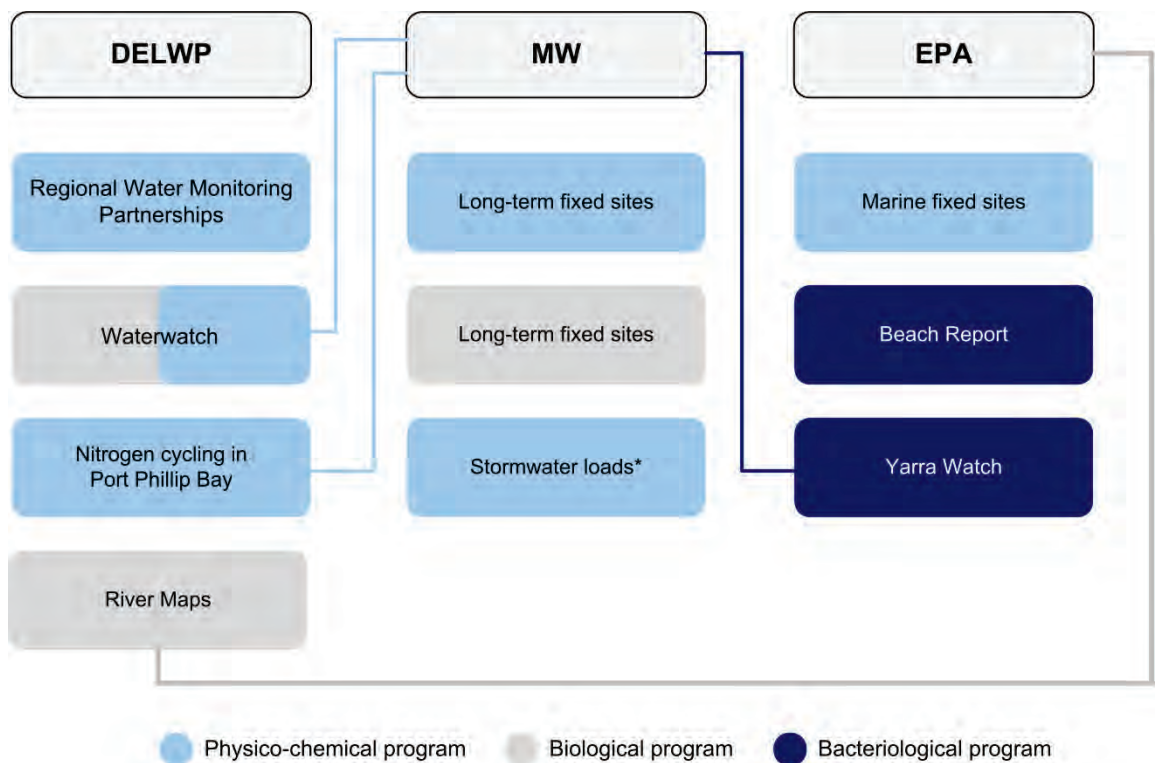 DELWP
MW
EPA
Regional Water Monitoring
Partnerships
Long-term fixed sites
Marine fixed sites
Waterwatch
Long-term fixed sites
Beach Report
Nitrogen cycling in
Port Phillip Bay
Stormwater loads*
Yarra Watch
River Maps
Physico-chemical program
Biological program
Bacteriological program